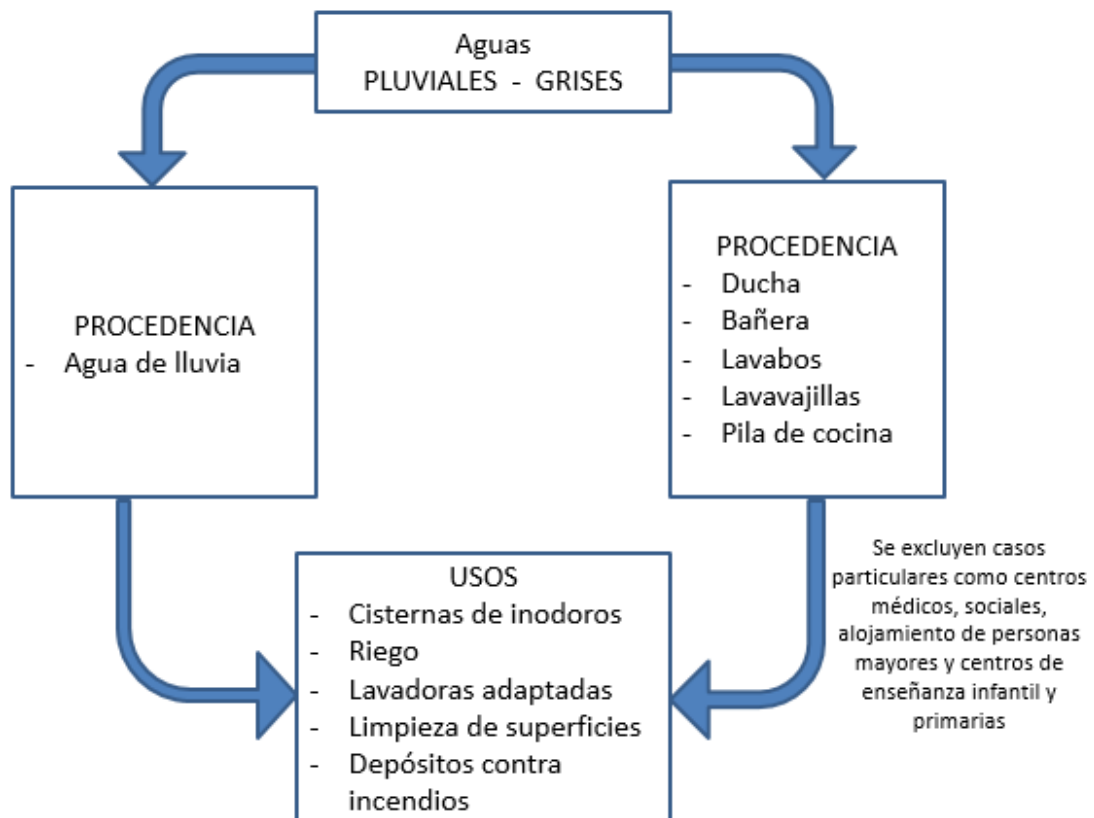 Aguas
PLUVIALES - GRISES
PROCEDENCIA
- Agua de lluvia
PROCEDENCIA
- Ducha
- Bañera
- Lavabos
- Lavavajillas
- Pila de cocina
Se excluyen casos
particulares como centros
médicos, sociales,
alojamiento de personas
mayores y centros de
enseñanza infantil y
primarias
USOS
- Cisternas de inodoros
- Riego
- Lavadoras adaptadas
- Limpieza de superficies
- Depósitos contra
incendios